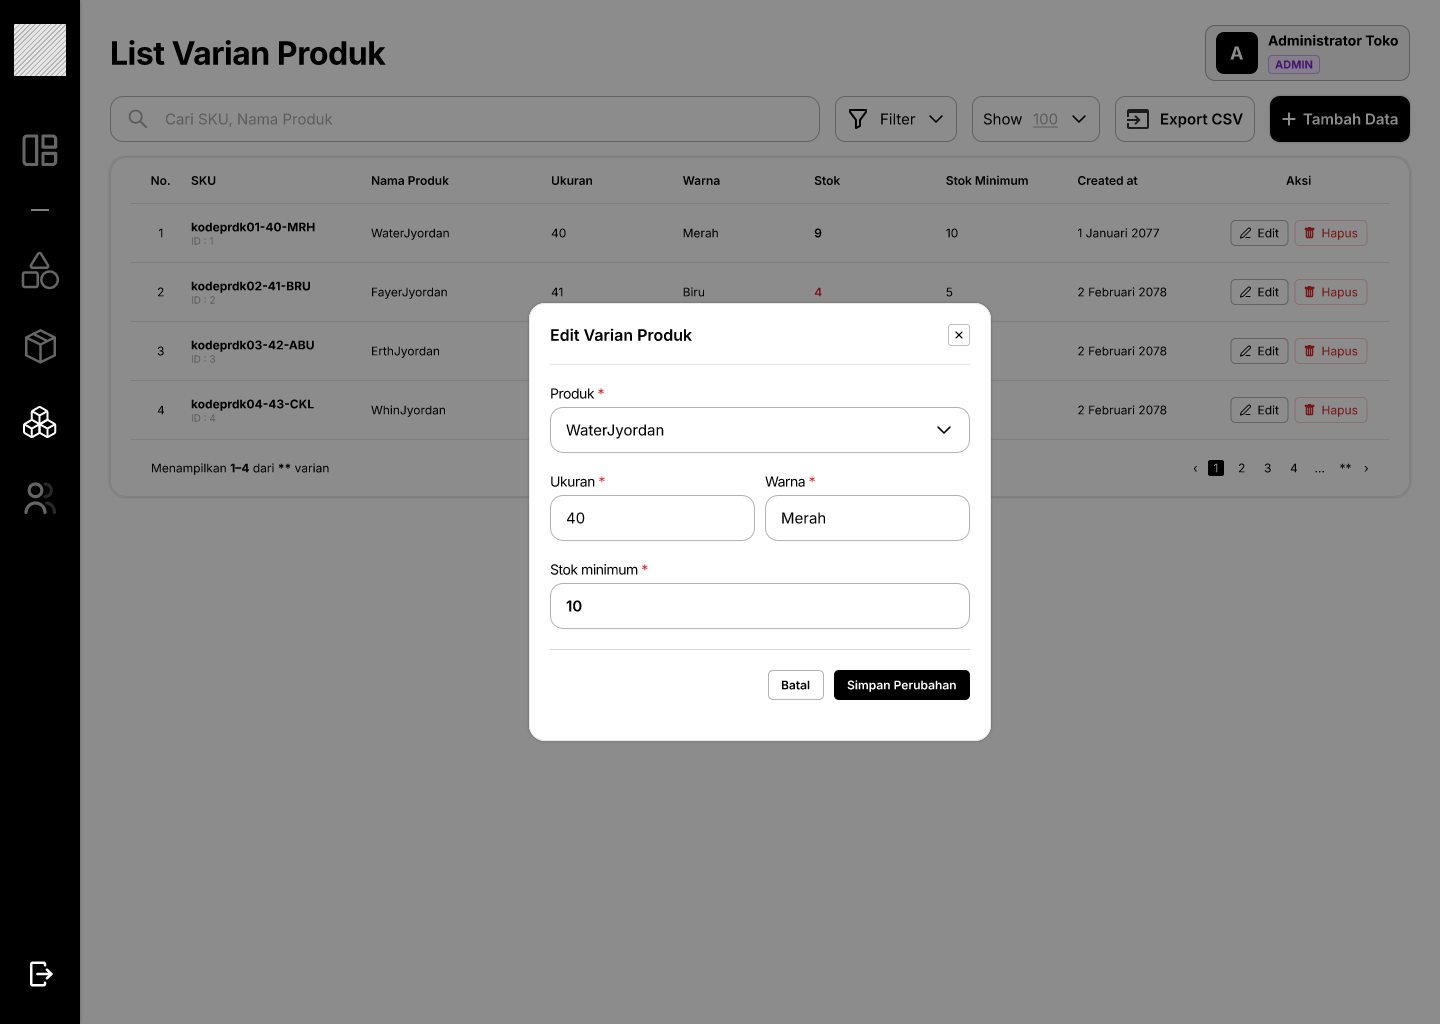 List Varian Produk
A
Administrator Toko
ADMIN
Cari SKU, Nama Produk
Filter
Show 100
Export CSV
+ Tambah Data
No. SKU Nama Produk Ukuran Warna Stok Stok Minimum Created at Aksi
1 kodeprdk01-40-MRH WaterJyordan 40 Merah 9 10 1 Januari 2077 Edit Hapus
ID : 1
2 kodeprdk02-41-BRU FayerJyordan 41 Biru 4 5 2 Februari 2078 Edit Hapus
ID : 2
3 kodeprdk03-42-ABU ErthJyordan 2 Februari 2078 Edit Hapus
ID : 3
4 kodeprdk04-43-CKL WhinJyordan 2 Februari 2078 Edit Hapus
ID : 4
Menampilkan 1–4 dari ** varian
‹ 1 2 3 4 ... ** ›
Edit Varian Produk
×
Produk *
WaterJyordan
Ukuran * Warna *
40 Merah
Stok minimum *
10
Batal Simpan Perubahan